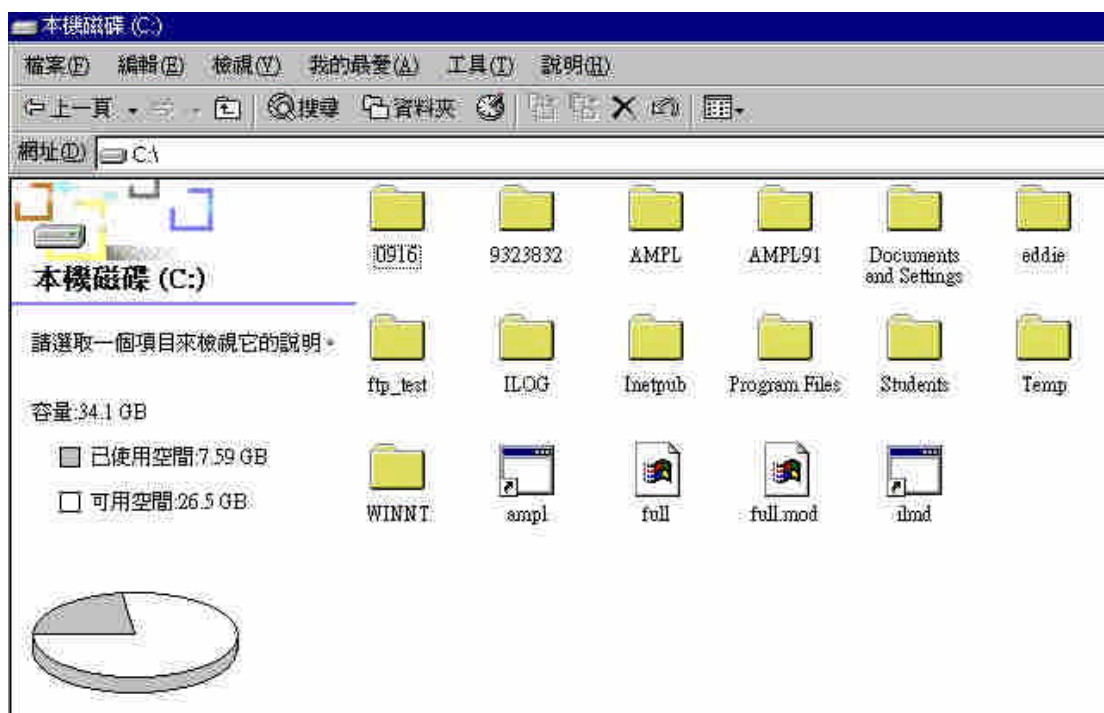 本機磁碟 (C:)
檔案(F) 編輯(E) 檢視(V) 我的最愛(A) 工具(T) 說明(H)
上一頁 搜尋 資料夾
網址(D) C:\
本機磁碟 (C:)
請選取一個項目來檢視它的說明。
容量:34.1 GB
已使用空間:7.59 GB
可用空間:26.5 GB
0916 9323832 AMPL AMPL91 Documents and Settings eddie
ftp_test ILOG Inetpub Program Files Students Temp
WINNT ampl full full.mod ilmd